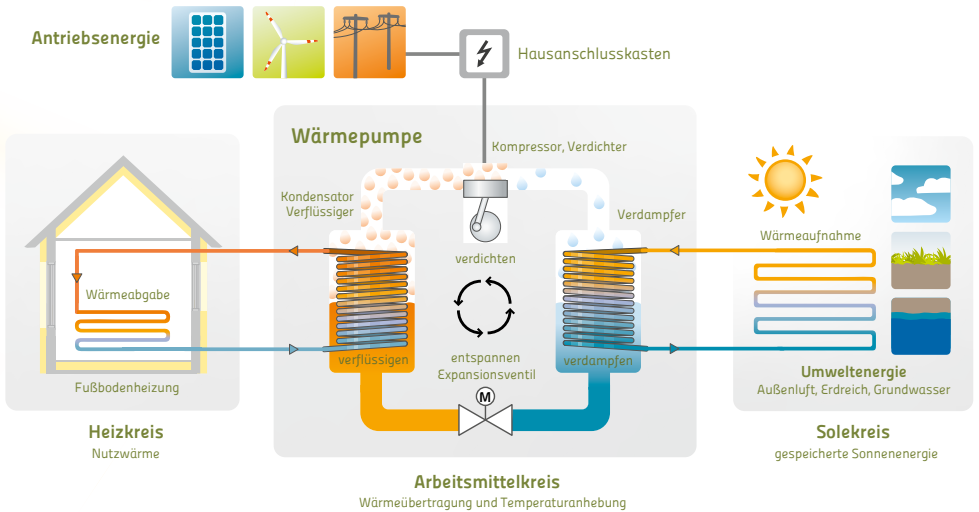 Antriebsenergie
Hausanschlusskasten
Wärmepumpe
Kompressor, Verdichter
Kondensator
Verflüssiger
Verdampfer
verdichten
Wärmeaufnahme
Wärmeabgabe
verflüssigen
entspannen
Expansionsventil
verdampfen
M
Fußbodenheizung
Umweltenergie
Außenluft, Erdreich, Grundwasser
Heizkreis
Nutzwärme
Solekreis
gespeicherte Sonnenenergie
Arbeitsmittelkreis
Wärmeübertragung und Temperaturanhebung